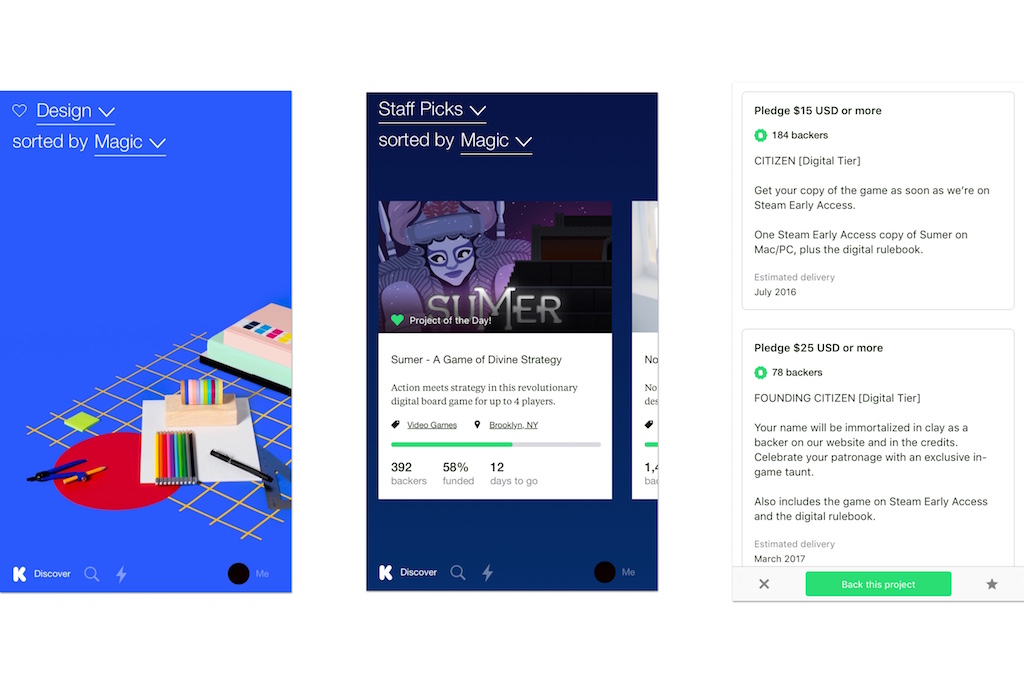 Design
sorted by Magic
Discover
Me
Staff Picks
sorted by Magic
SUMER
Project of the Day!
Sumer - A Game of Divine Strategy
Action meets strategy in this revolutionary
digital board game for up to 4 players.
Video Games Brooklyn, NY
392 58% 12
backers funded days to go
No
No
des
1,4
bac
Discover
Me
Pledge $15 USD or more
184 backers
CITIZEN [Digital Tier]
Get your copy of the game as soon as we're on
Steam Early Access.
One Steam Early Access copy of Sumer on
Mac/PC, plus the digital rulebook.
Estimated delivery
July 2016
Pledge $25 USD or more
78 backers
FOUNDING CITIZEN [Digital Tier]
Your name will be immortalized in clay as a
backer on our website and in the credits.
Celebrate your patronage with an exclusive in-
game taunt.
Also includes the game on Steam Early Access
and the digital rulebook.
Estimated delivery
March 2017
Back this project